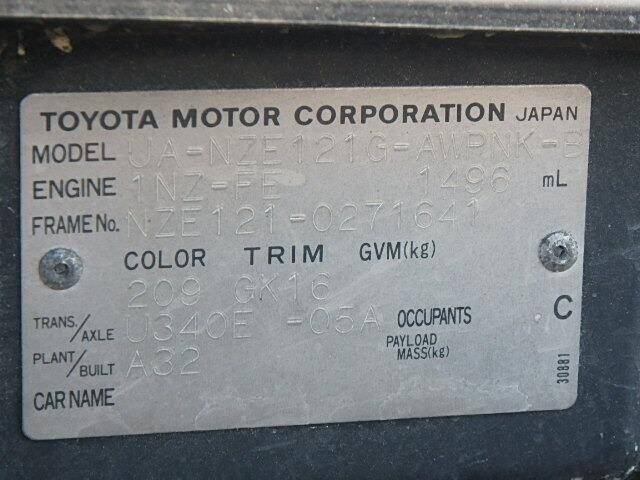 TOYOTA MOTOR CORPORATION JAPAN
MODEL UA-NZE121G-AWPNK-B
ENGINE 1NZ-FE 1496 mL
FRAME No. NZE121-0271641
COLOR TRIM GVM(kg)
209 GK16
TRANS./AXLE U340E -05A OCCUPANTS C
PAYLOAD MASS(kg)
PLANT/BUILT A32
CAR NAME
30881